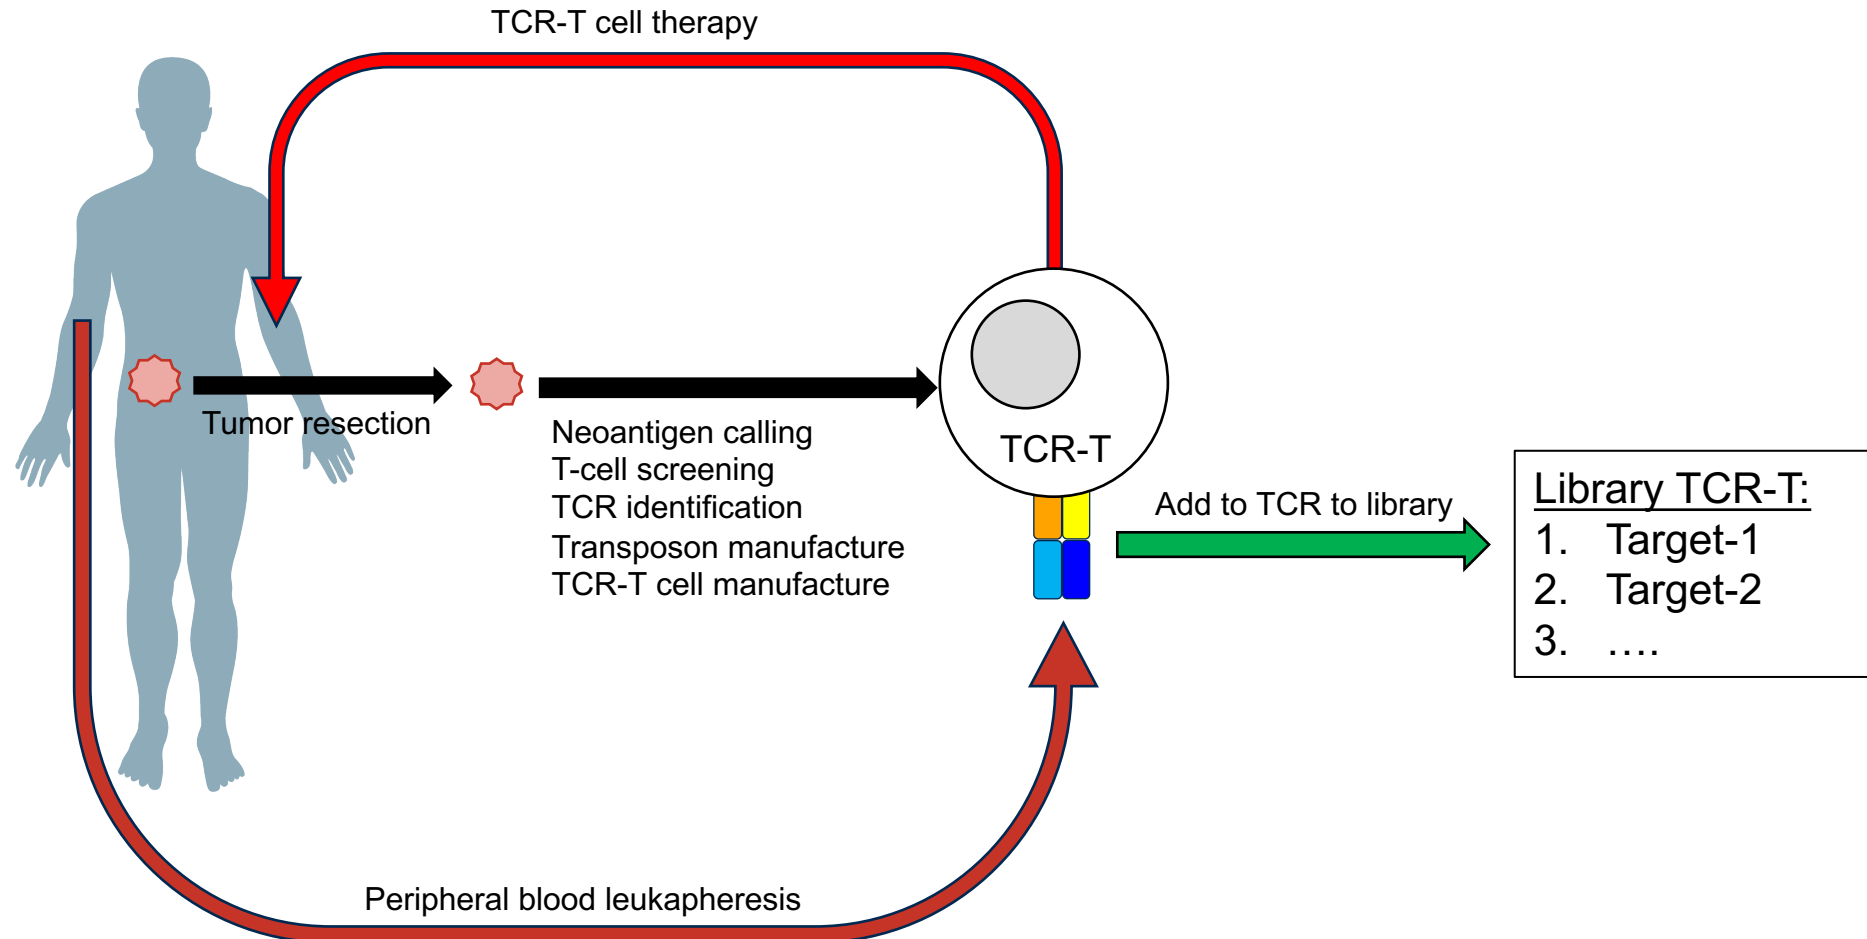 TCR-T cell therapy
Tumor resection
Neoantigen calling
T-cell screening
TCR identification
Transposon manufacture
TCR-T cell manufacture
TCR-T
Add to TCR to library
Library TCR-T:
1. Target-1
2. Target-2
3. ….
Peripheral blood leukapheresis